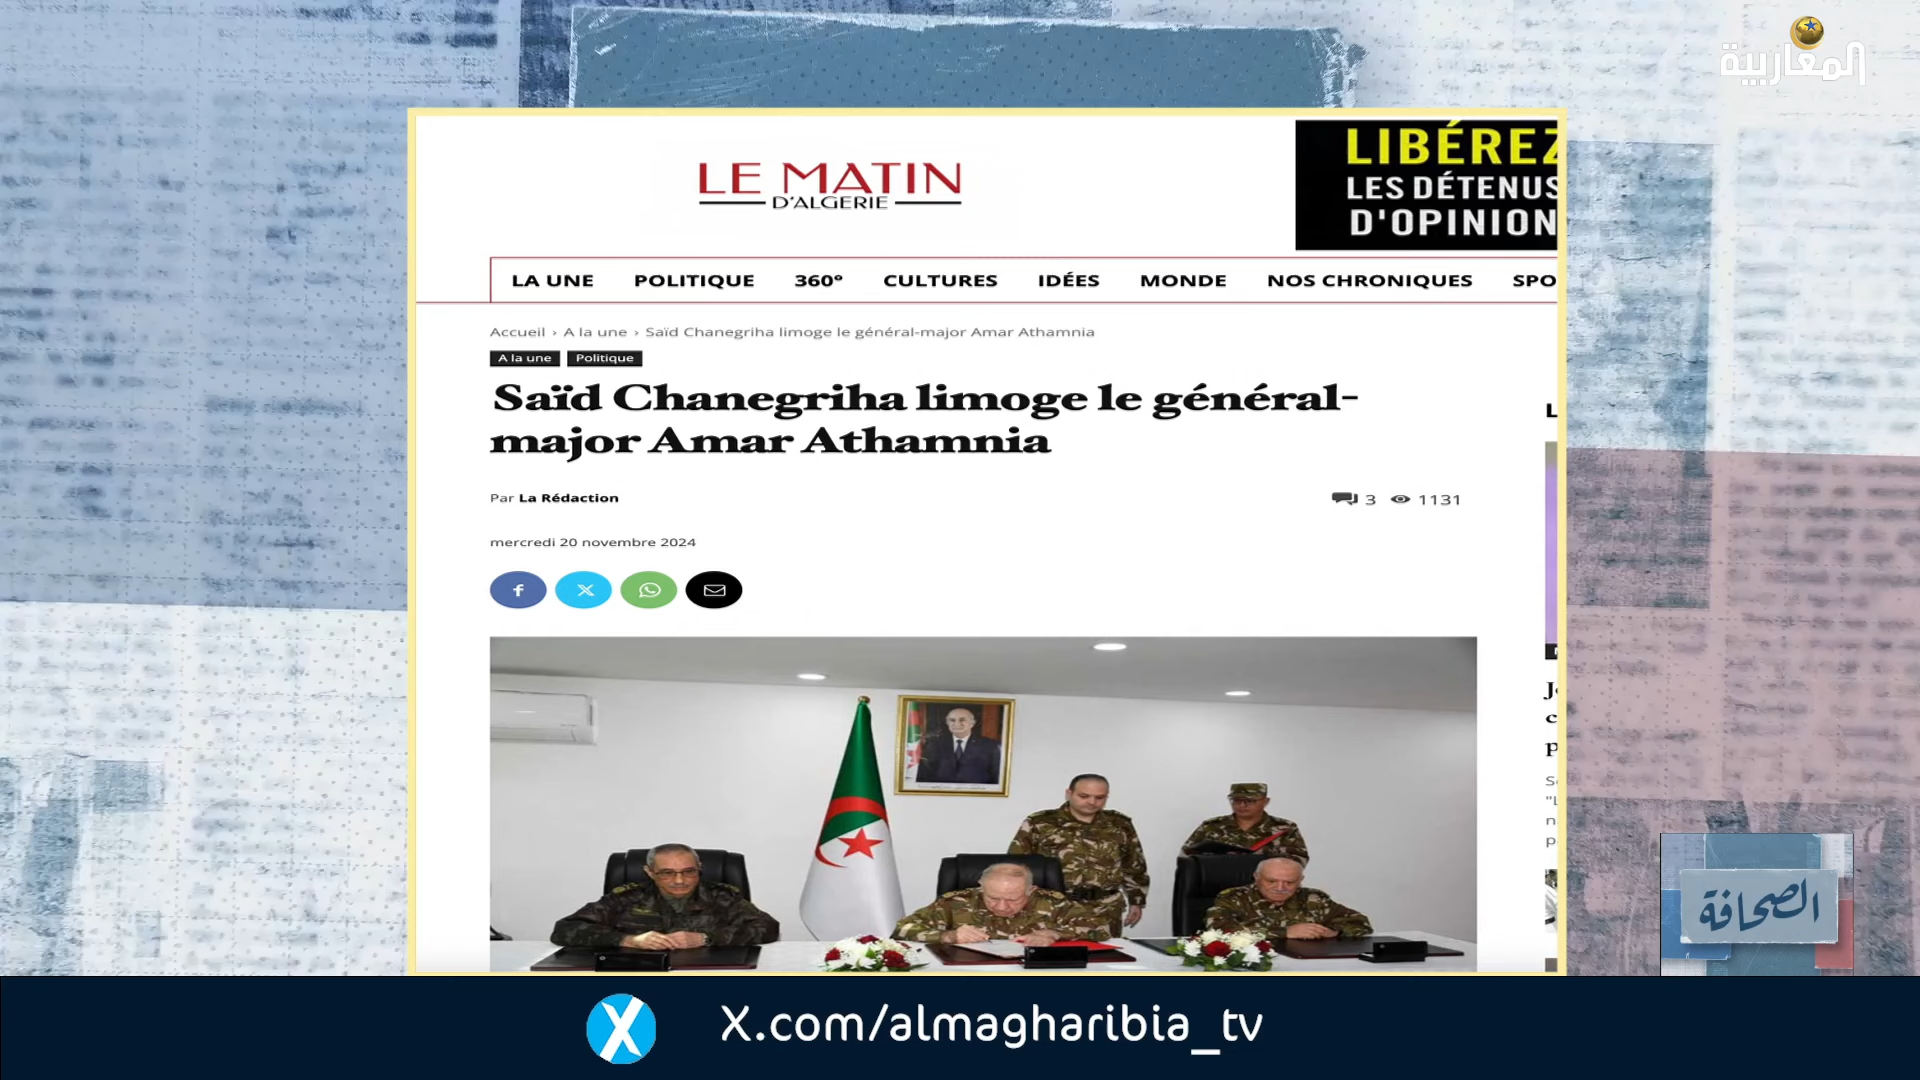 المغاربية
LE MATIN
D'ALGERIE
LIBÉREZ
LES DÉTENUS
D'OPINION
LA UNE POLITIQUE 360° CULTURES IDÉES MONDE NOS CHRONIQUES SPO
Accueil › A la une › Saïd Chanegriha limoge le général-major Amar Athamnia
A la une Politique
Saïd Chanegriha limoge le général-
major Amar Athamnia
Par La Rédaction
3 1131
mercredi 20 novembre 2024
الصحافة
X.com/almagharibia_tv